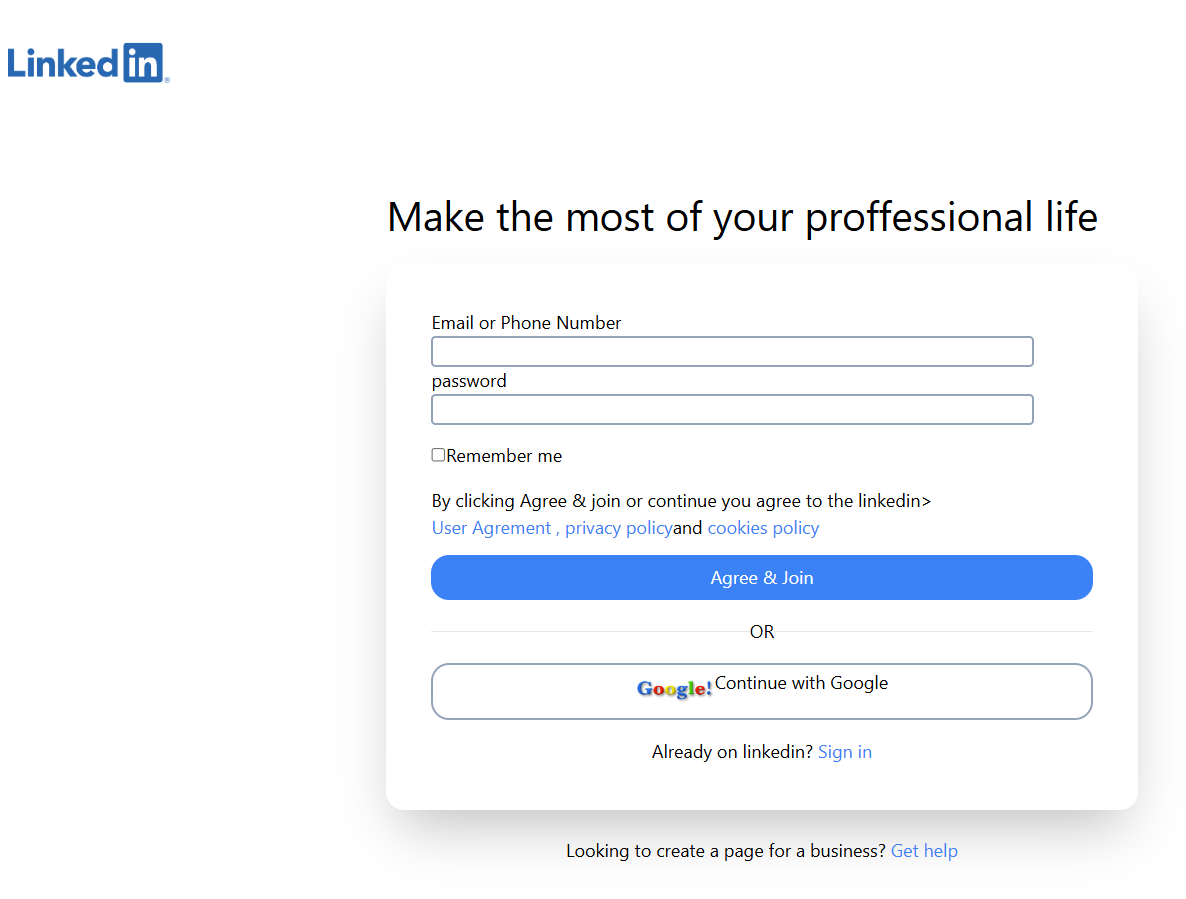 Linked in ®
Make the most of your proffessional life
Email or Phone Number
password
Remember me
By clicking Agree & join or continue you agree to the linkedin>
User Agrement , privacy policyand cookies policy
Agree & Join
OR
Google! Continue with Google
Already on linkedin? Sign in
Looking to create a page for a business? Get help